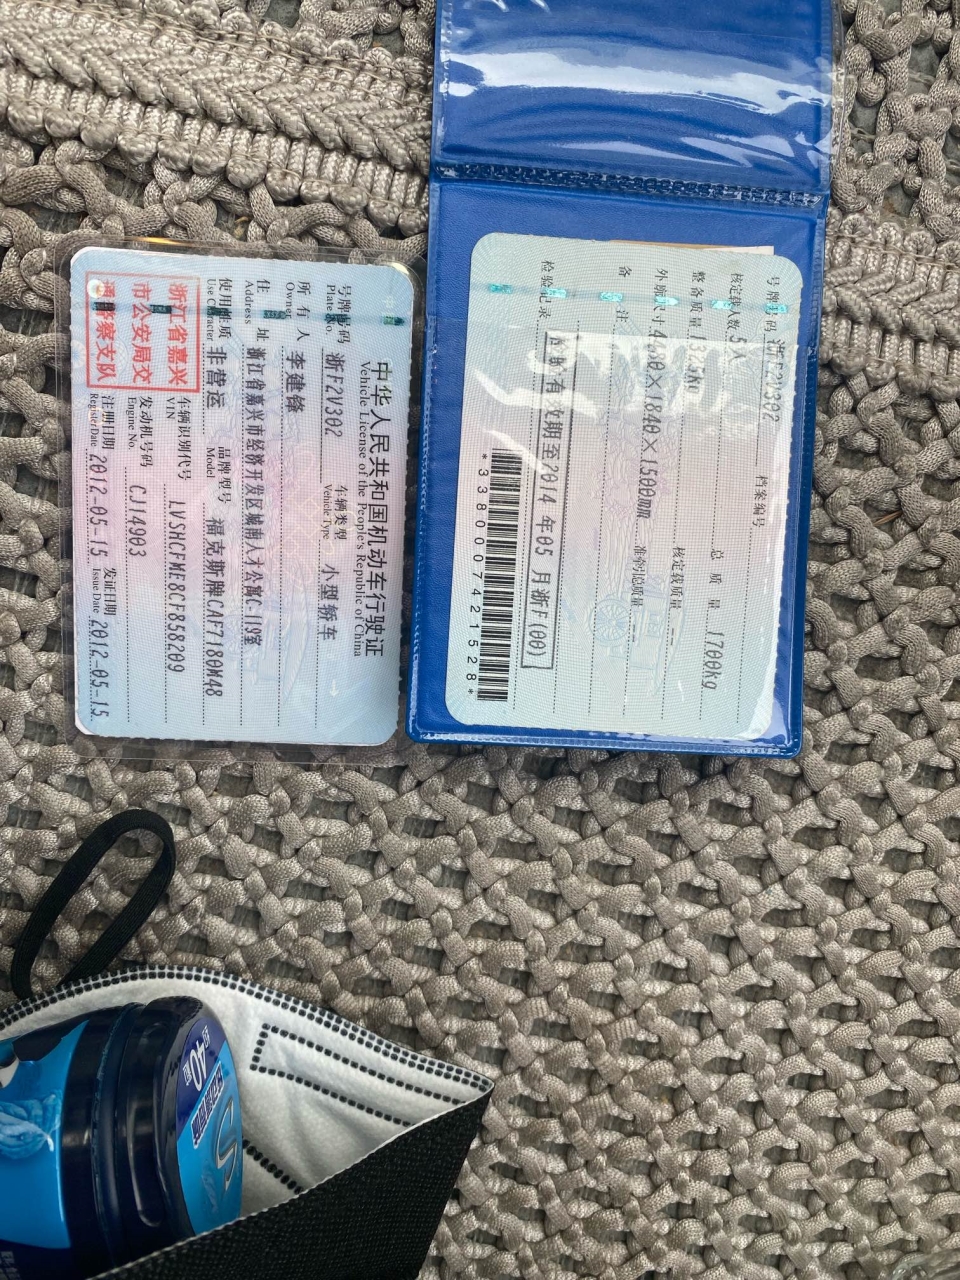 中华人民共和国机动车行驶证
Vehicle License of the People's Republic of China
号牌号码 浙F2V302 车辆类型 小型轿车
Plate No. Vehicle Type
所有人 李建锋
Owner
住址 浙江省嘉兴市经济开发区城南人才公寓C-119室
Address
使用性质 非营运 品牌型号 福克斯牌CAF7180M48
Use Character Model
浙江省嘉兴
市公安局交
通警察支队
车辆识别代号 LVSHCFME8CF858209
VIN
发动机号码 CJ14903
Engine No.
注册日期 2012-05-15 发证日期 2012-05-15
Register Date Issue Date
号牌号码 浙F2V302 档案编号
核定载人数 5人 总质量 1700kg
整备质量 1325kg 核定载质量 --
外廓尺寸 4480×1840×1500mm 准牵引总质量 --
备注
检验记录 检验有效期至2014年05月浙F(00)
*3380007421528*
40